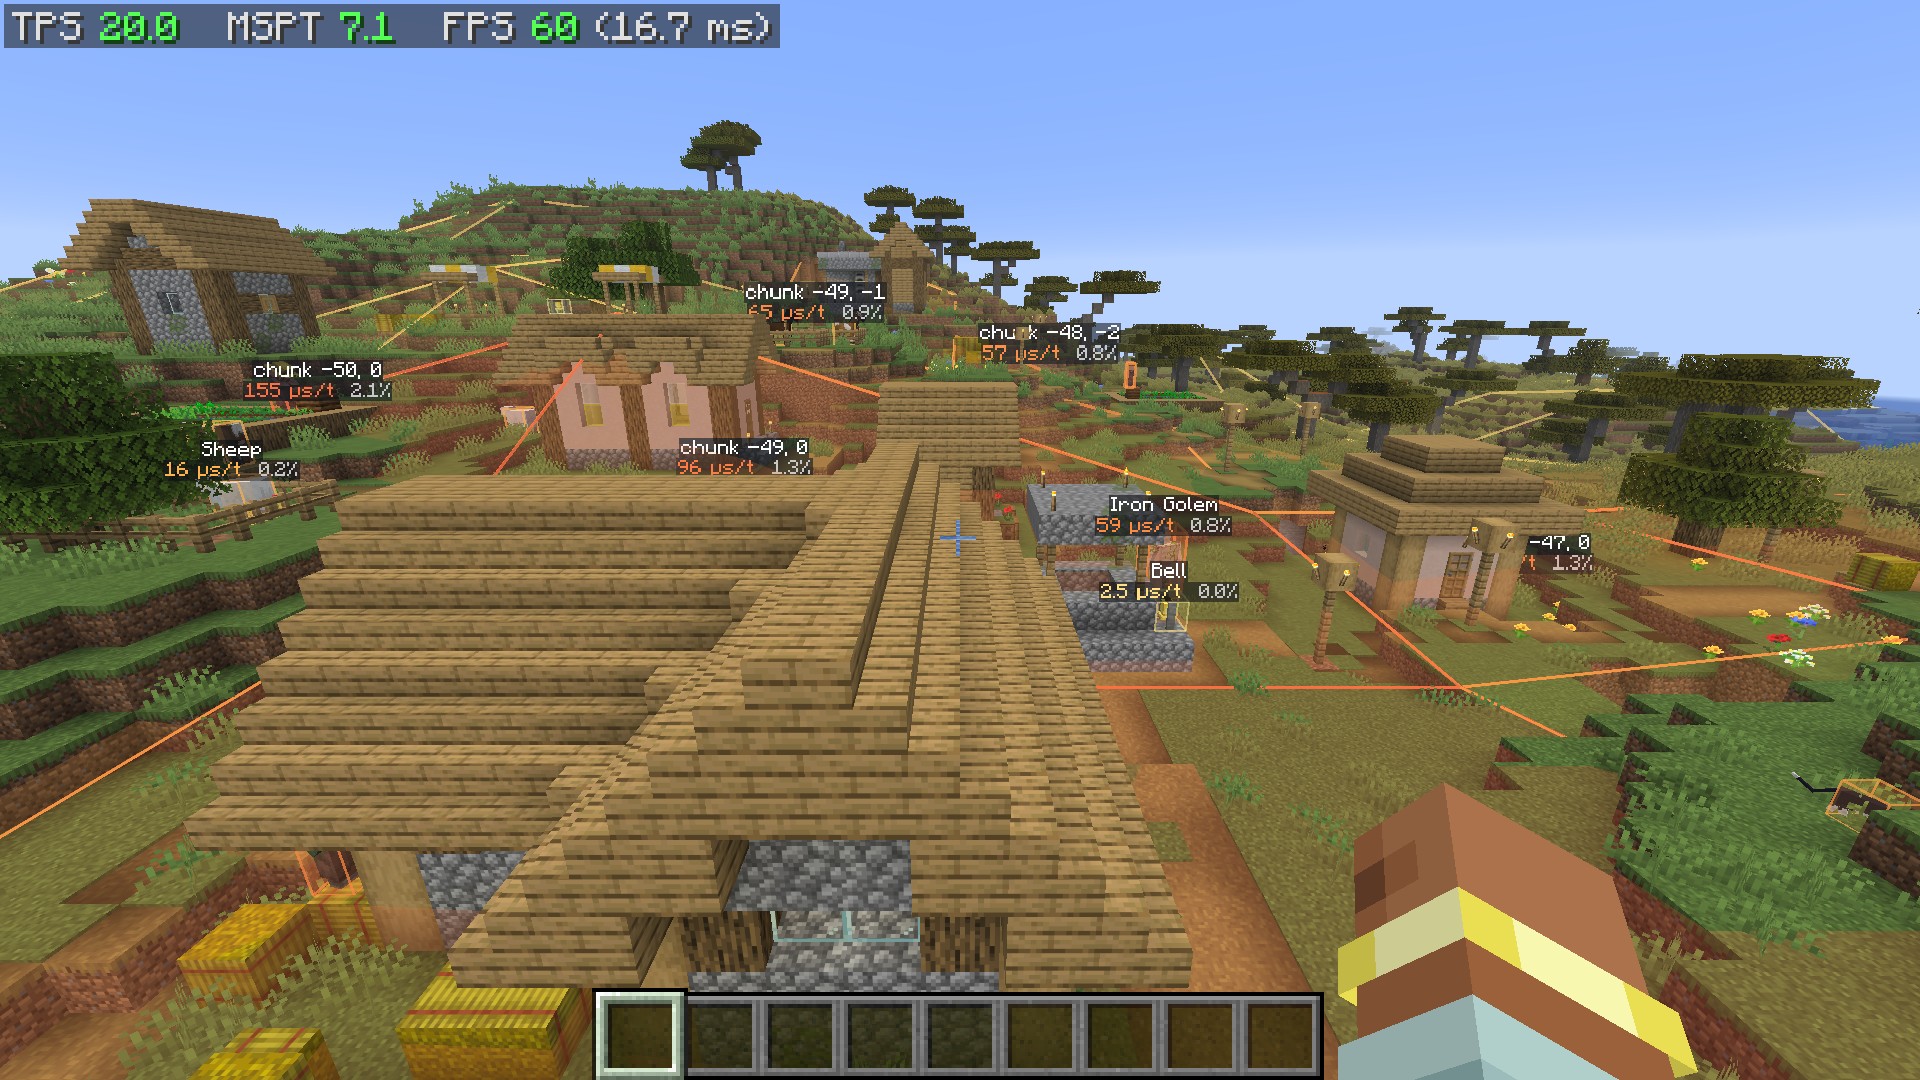 TPS 20.0 MSPT 7.1 FPS 60 (16.7 ms)
chunk -49, -1
65 µs/t 0.9%
chunk -48, -2
57 µs/t 0.8%
chunk -50, 0
155 µs/t 2.1%
Sheep
16 µs/t 0.2%
chunk -49, 0
96 µs/t 1.3%
Iron Golem
59 µs/t 0.8%
-47, 0
1.3%
Bell
2.5 µs/t 0.0%